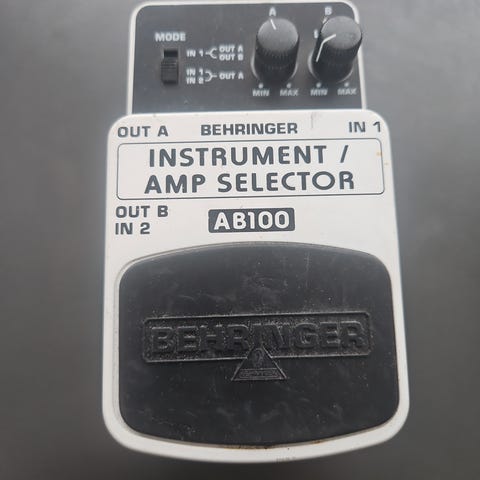 MODE
A
B
IN 1
OUT A
OUT B
IN 1
IN 2
OUT A
MIN
MAX
MIN
MAX
OUT A
BEHRINGER
IN 1
INSTRUMENT /
AMP SELECTOR
OUT B
IN 2
AB100
BEHRINGER